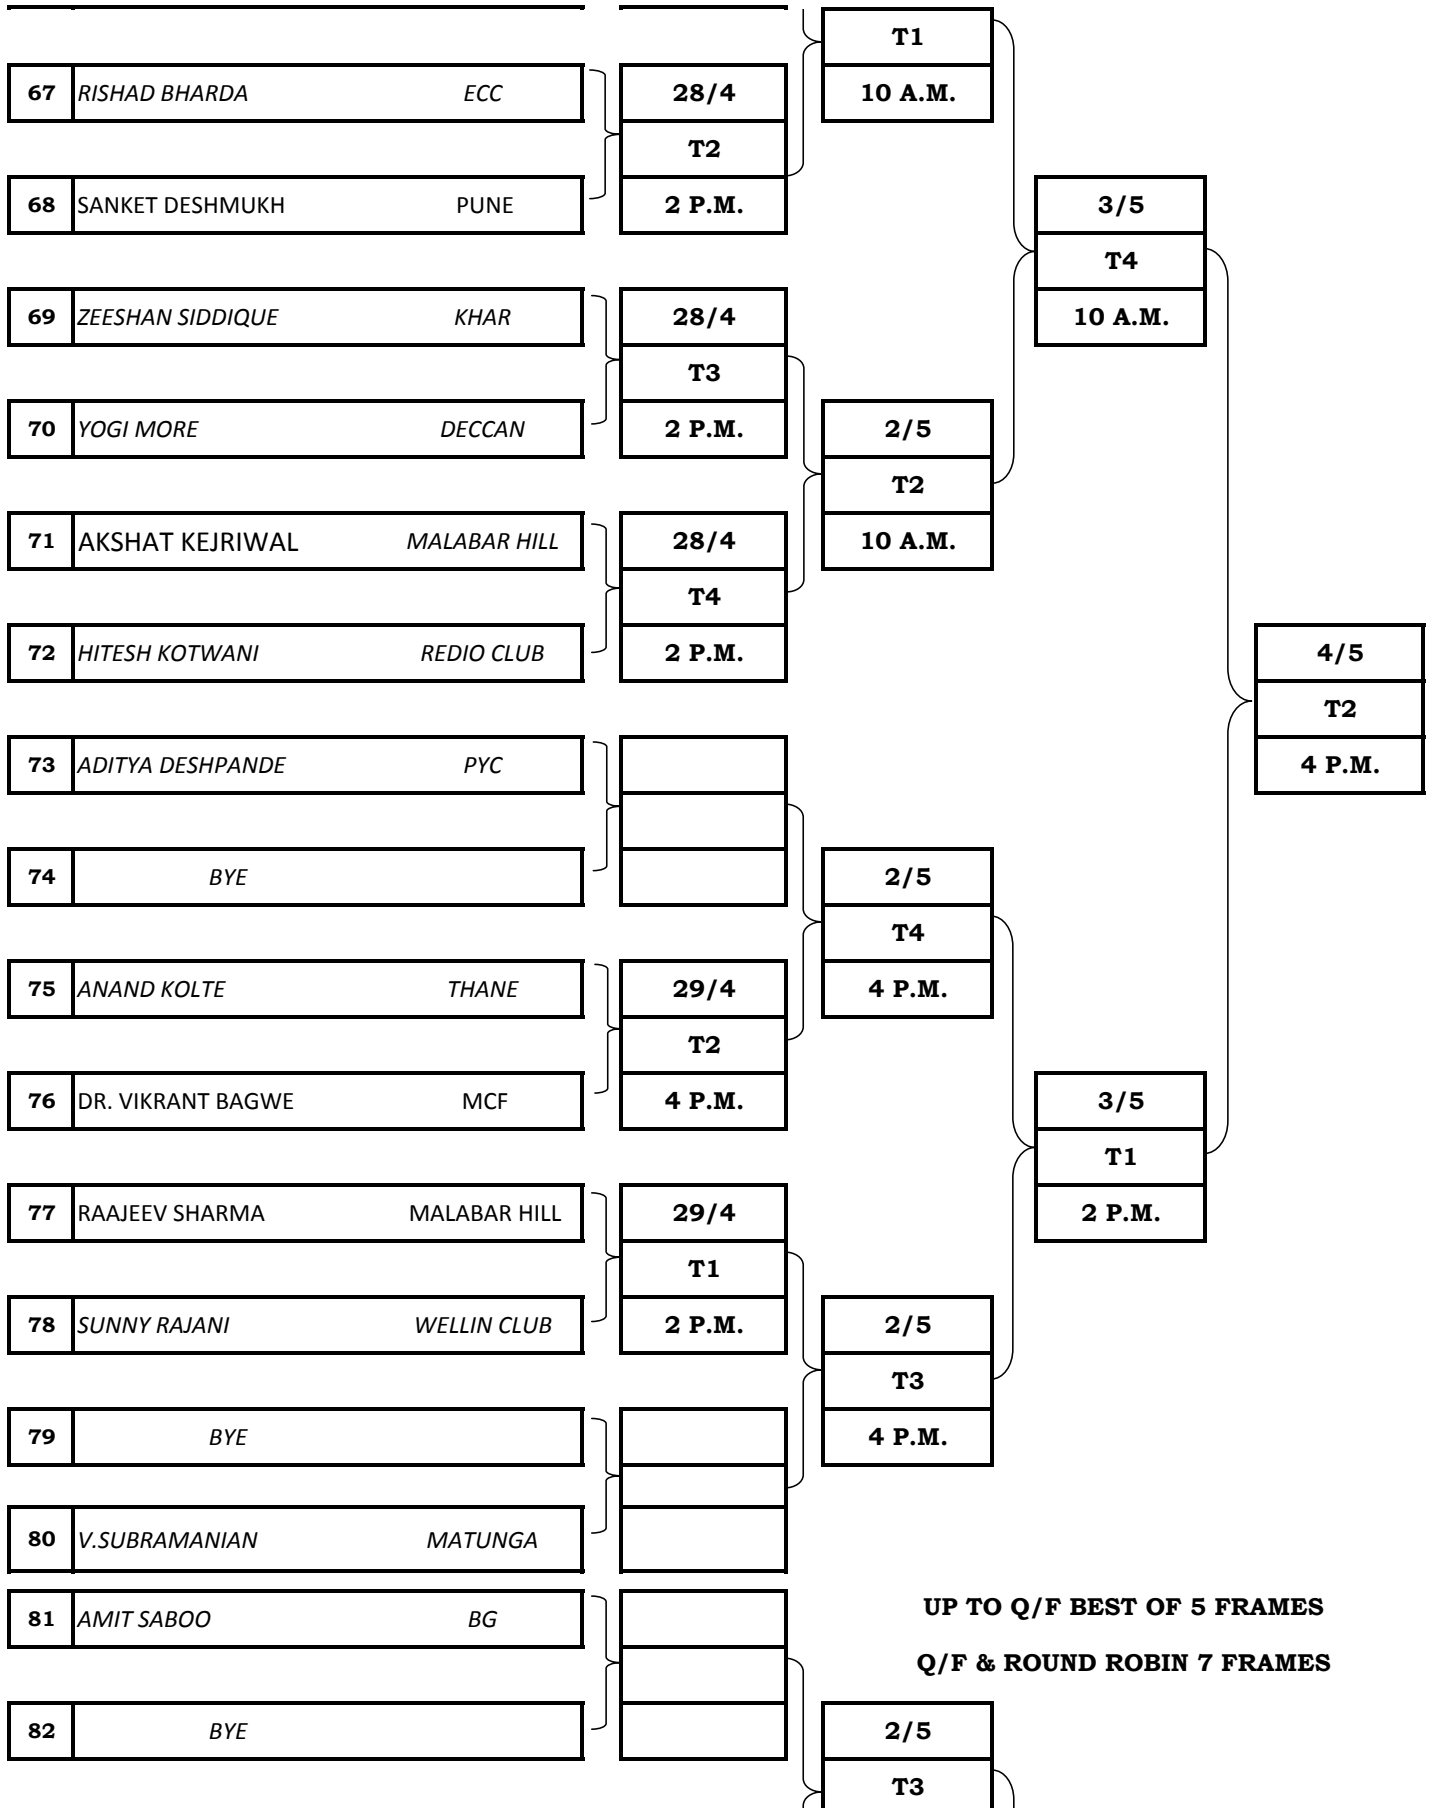 T1
67 RISHAD BHARDA ECC 28/4 10 A.M.
T2
68 SANKET DESHMUKH PUNE 2 P.M. 3/5
T4
69 ZEESHAN SIDDIQUE KHAR 28/4 10 A.M.
T3
70 YOGI MORE DECCAN 2 P.M. 2/5
T2
71 AKSHAT KEJRIWAL MALABAR HILL 28/4 10 A.M.
T4
72 HITESH KOTWANI REDIO CLUB 2 P.M. 4/5
T2
73 ADITYA DESHPANDE PYC 4 P.M.
74 BYE 2/5
T4
75 ANAND KOLTE THANE 29/4 4 P.M.
T2
76 DR. VIKRANT BAGWE MCF 4 P.M. 3/5
T1
77 RAAJEEV SHARMA MALABAR HILL 29/4 2 P.M.
T1
78 SUNNY RAJANI WELLIN CLUB 2 P.M. 2/5
T3
79 BYE 4 P.M.
80 V.SUBRAMANIAN MATUNGA
81 AMIT SABOO BG UP TO Q/F BEST OF 5 FRAMES
Q/F & ROUND ROBIN 7 FRAMES
82 BYE 2/5
T3